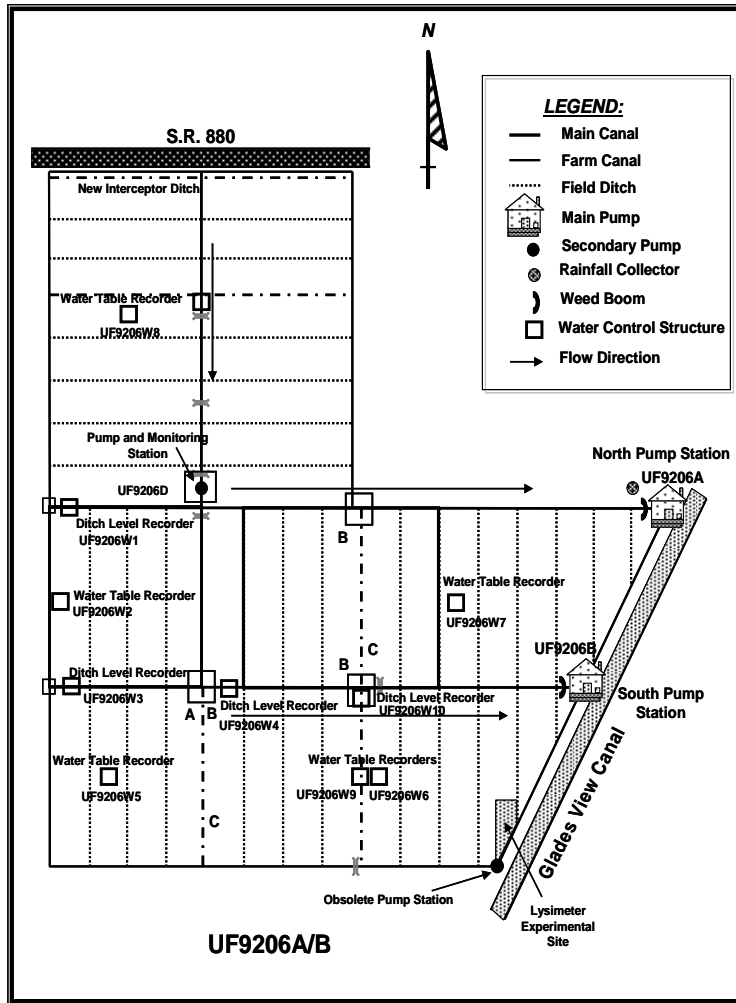 N
S.R. 880
LEGEND:
Main Canal
Farm Canal
Field Ditch
Main Pump
Secondary Pump
Rainfall Collector
Weed Boom
Water Control Structure
Flow Direction
New Interceptor Ditch
Water Table Recorder
UF9206W8
Pump and Monitoring
Station
UF9206D
North Pump Station
UF9206A
Ditch Level Recorder
UF9206W1
B
Water Table Recorder
UF9206W2
Water Table Recorder
UF9206W7
C
B
UF9206B
Ditch Level Recorder
UF9206W3
A
B
Ditch Level Recorder
UF9206W4
Ditch Level Recorder
UF9206W10
South Pump
Station
Water Table Recorder
UF9206W5
Water Table Recorders
UF9206W9
UF9206W6
C
Glades View Canal
Obsolete Pump Station
Lysimeter
Experimental
Site
UF9206A/B